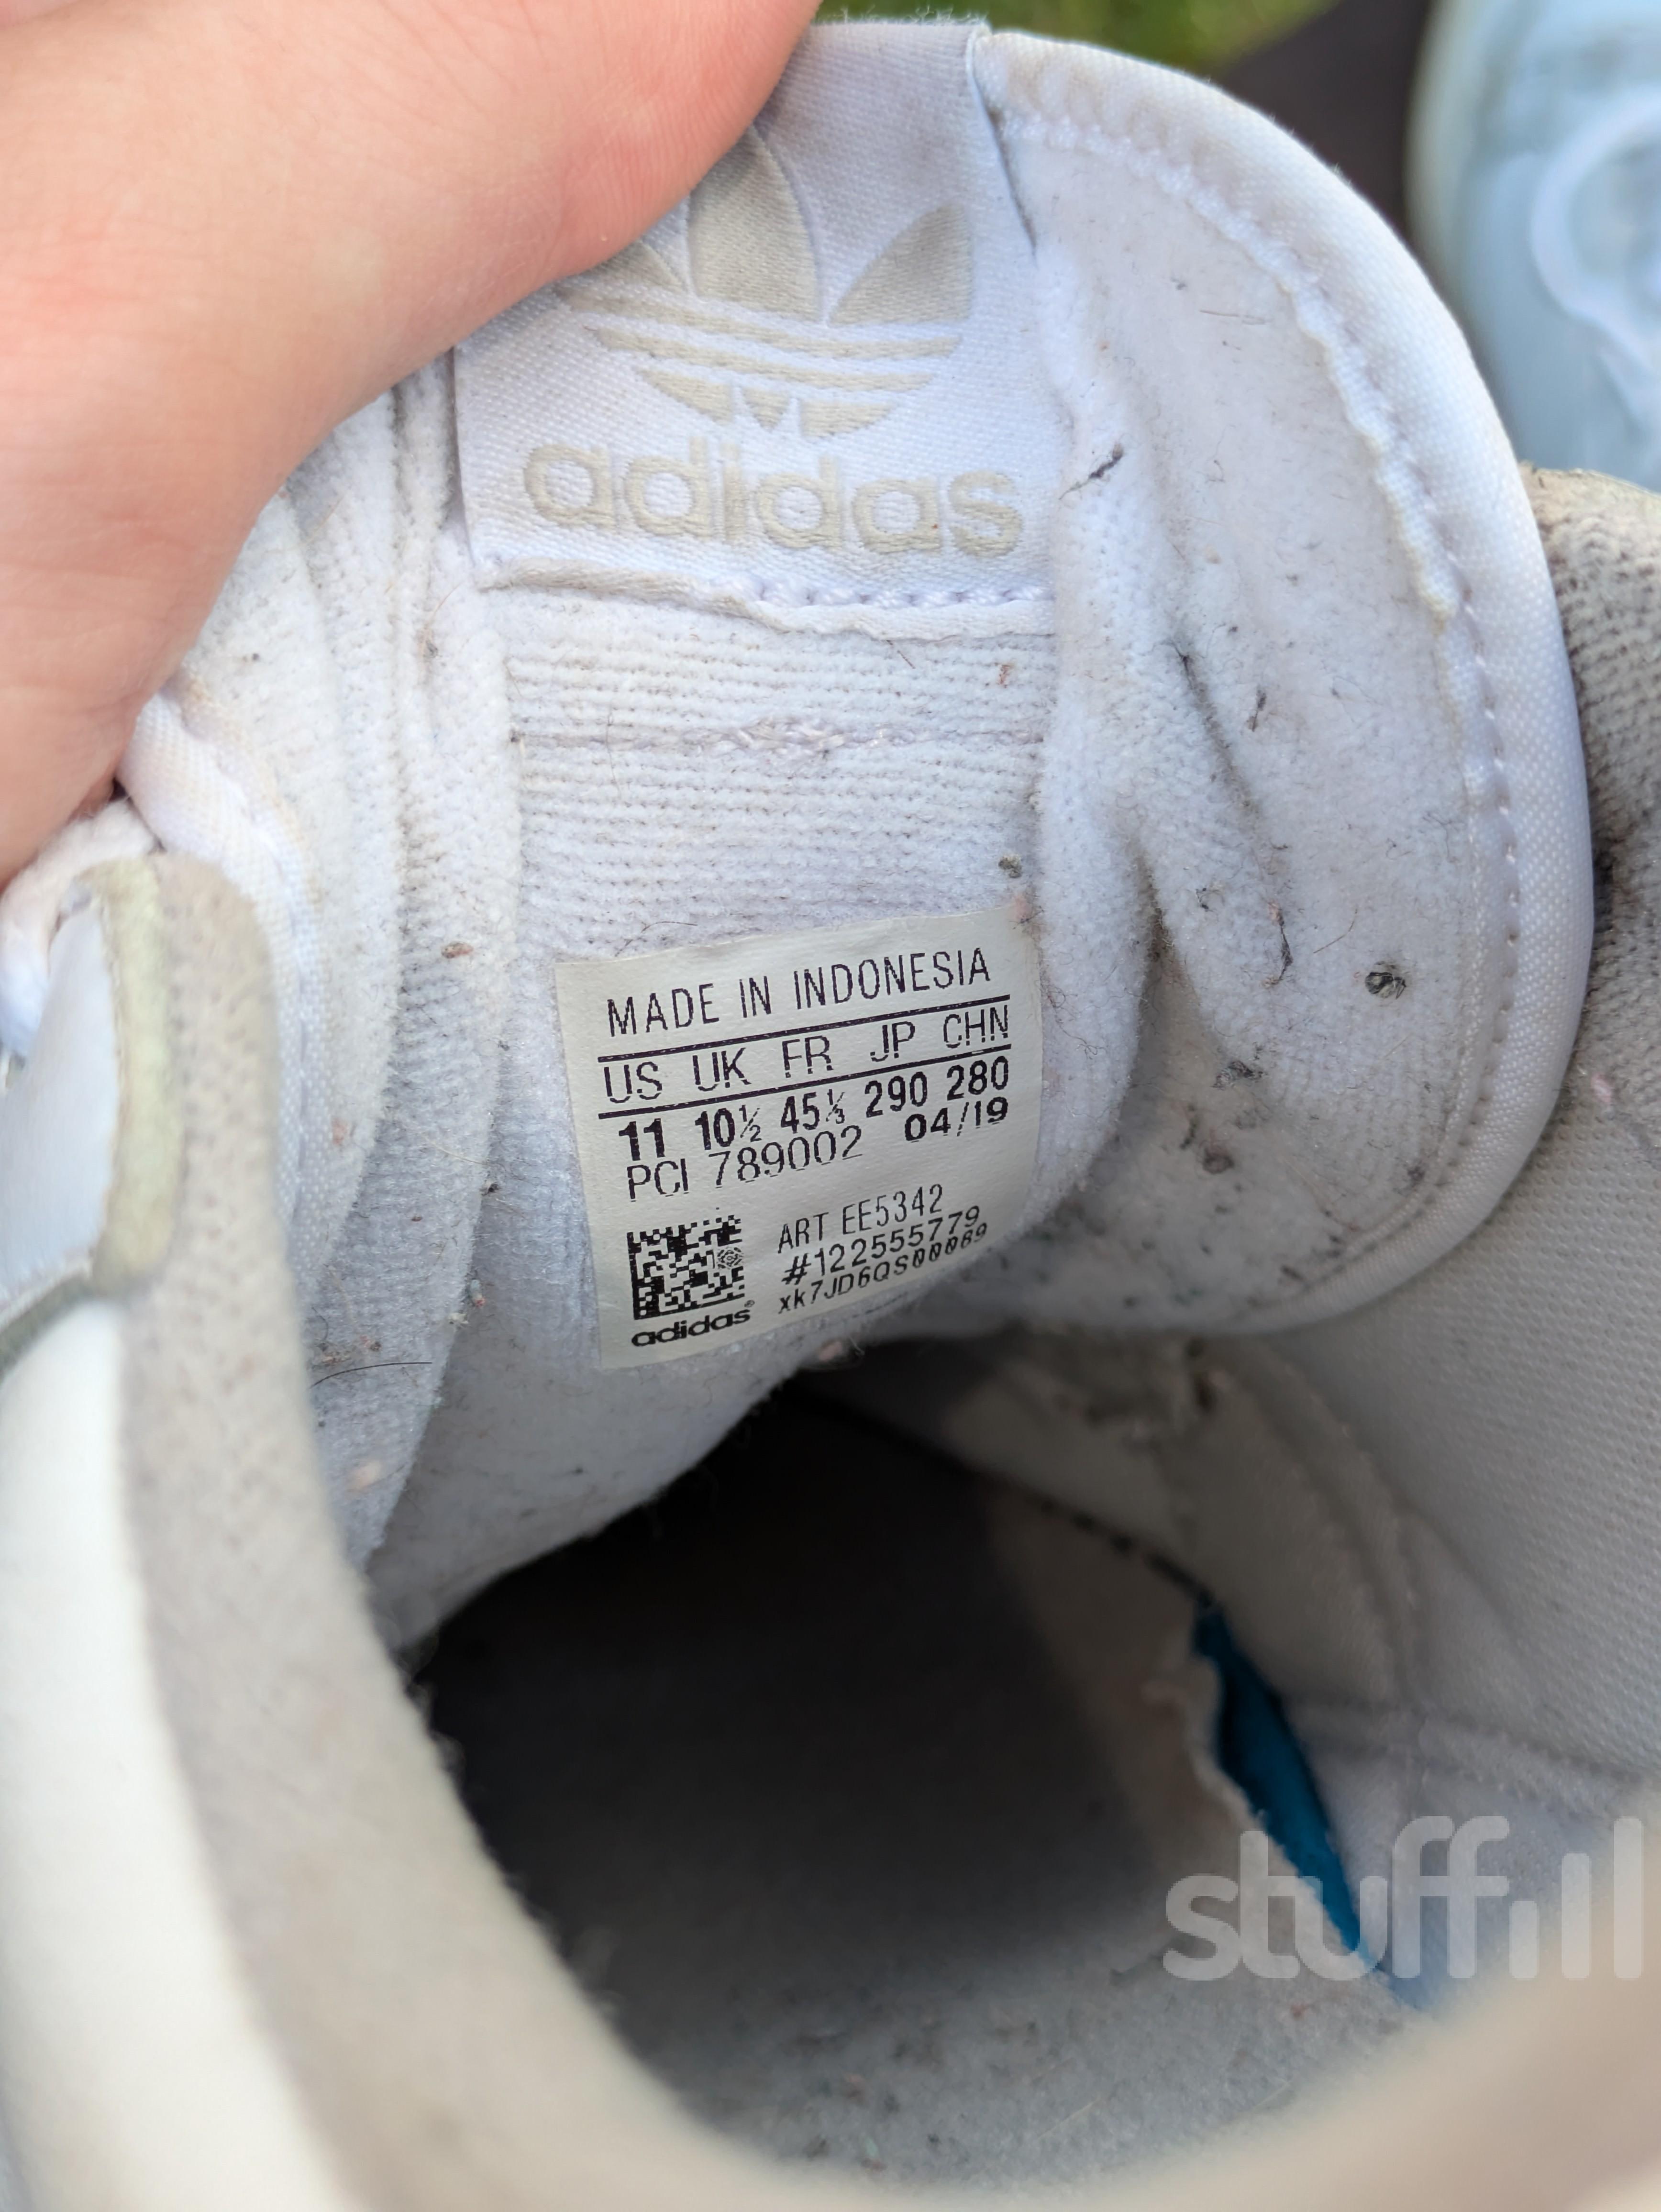 adidas
MADE IN INDONESIA
US UK FR JP CHN
11 10½ 45⅓ 290 280
PCI 789002 04/19
ART EE5342
#122555779
xk7JD6QS00069
adidas®
stuff